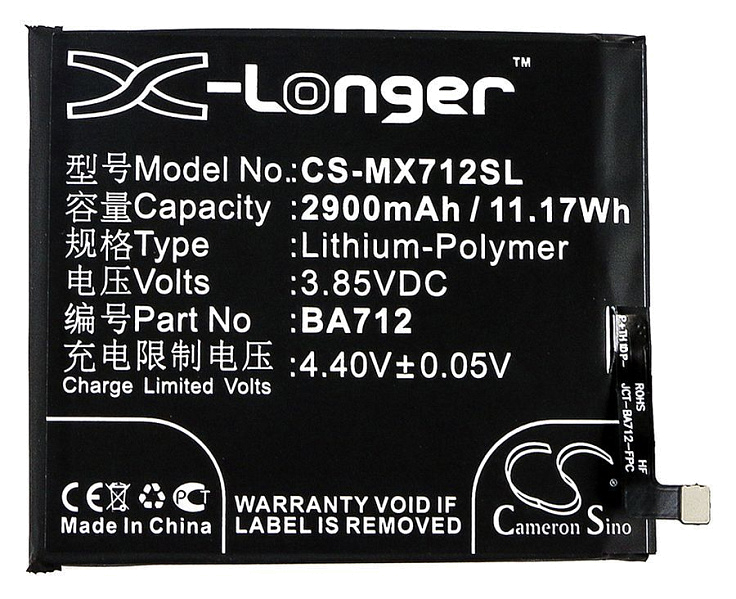 X-Longer™
型号Model No.:CS-MX712SL
容量Capacity :2900mAh / 11.17Wh
规格Type :Lithium-Polymer
电压Volts :3.85VDC
编号Part No :BA712
充电限制电压 :4.40V±0.05V
Charge Limited Volts
P+ TH ID P-
ROHS HF
JCT-BA712-FPC
CE PCT
Made In China
WARRANTY VOID IF
LABEL IS REMOVED
Cameron Sino